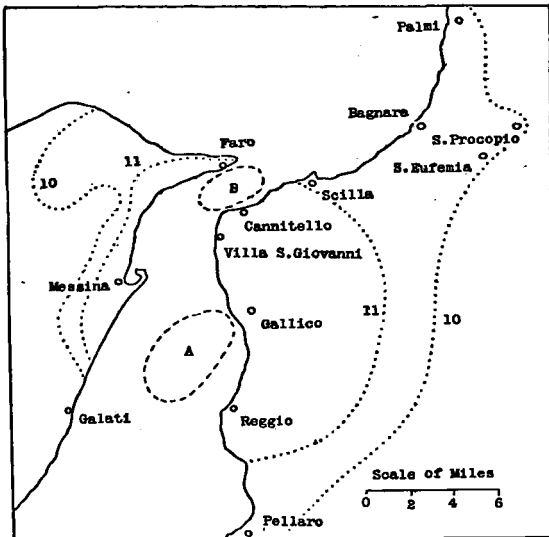 Palmi
Bagnara
S.Procopio
Faro
11
S.Eufemia
10
B
Scilla
Cannitello
Villa S.Giovanni
Messina
Gallico
11
10
A
Galati
Reggio
Scale of Miles
0 2 4 6
Pellaro